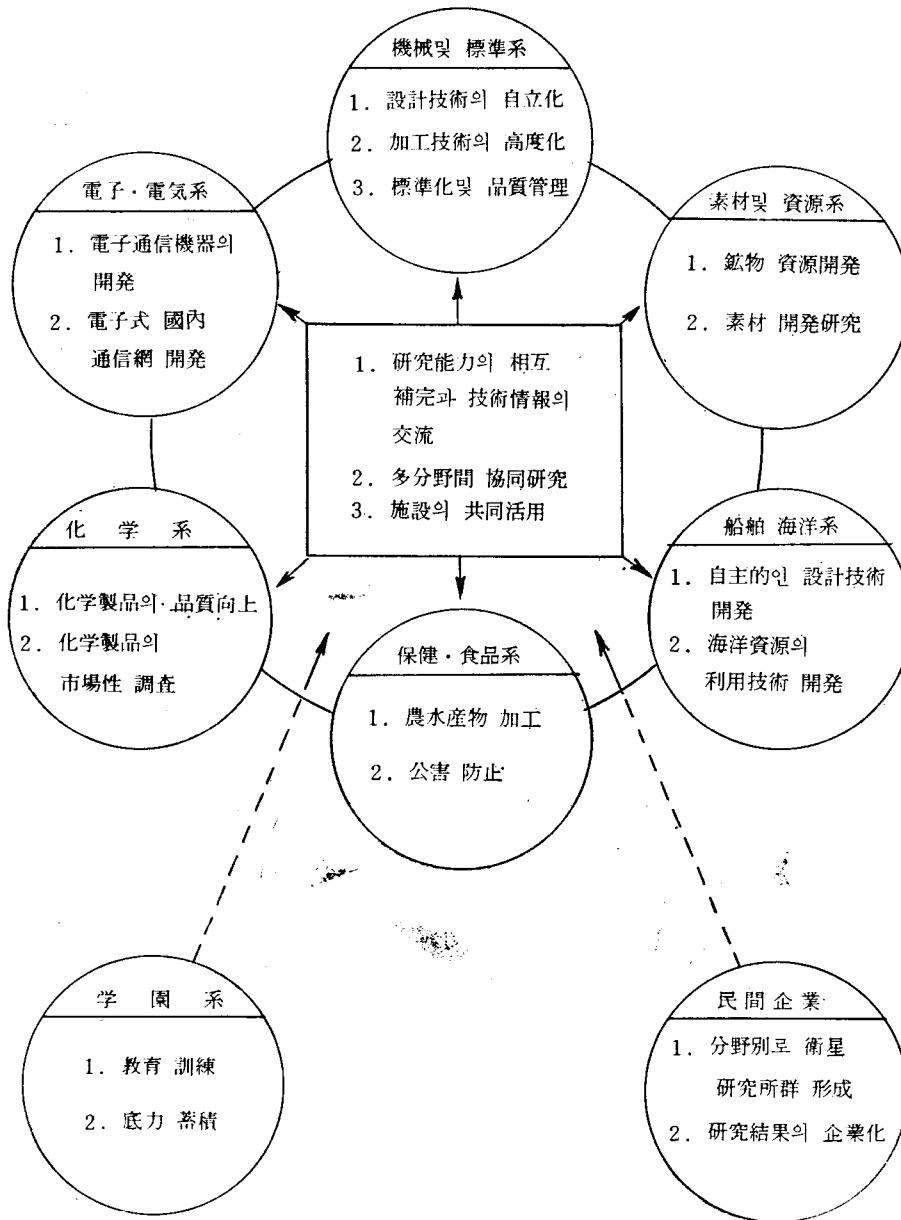 機械및 標準系
1. 設計技術의 自立化
2. 加工技術의 高度化
3. 標準化및 品質管理
電子·電気系
1. 電子通信機器의
開発
2. 電子式 國內
通信網 開発
素材및 資源系
1. 鉱物 資源開発
2. 素材 開発研究
1. 研究能力의 相互
補完과 技術情報의
交流
2. 多分野間 協同研究
3. 施設의 共同活用
化 学 系
1. 化学製品의 品質向上
2. 化学製品의
市場性 調査
船舶 海洋系
1. 自主的인 設計技術
開発
2. 海洋資源의
利用技術 開発
保健·食品系
1. 農水産物 加工
2. 公害 防止
学 園 系
1. 教育 訓練
2. 底力 蓄積
民間企業
1. 分野別로 衛星
研究所群 形成
2. 研究結果의 企業化